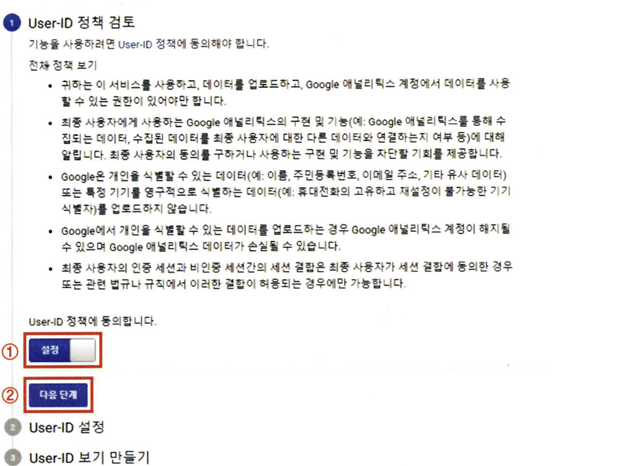 1 User-ID 정책 검토
기능을 사용하려면 User-ID 정책에 동의해야 합니다.
전체 정책 보기
• 귀하는 이 서비스를 사용하고, 데이터를 업로드하고, Google 애널리틱스 계정에서 데이터를 사용
할 수 있는 권한이 있어야만 합니다.
• 최종 사용자에게 사용하는 Google 애널리틱스의 구현 및 기능(예: Google 애널리틱스를 통해 수
집되는 데이터, 수집된 데이터를 최종 사용자에 대한 다른 데이터와 연결하는지 여부 등)에 대해
알립니다. 최종 사용자의 동의를 구하거나 사용하는 구현 및 기능을 차단할 기회를 제공합니다.
• Google은 개인을 식별할 수 있는 데이터(예: 이름, 주민등록번호, 이메일 주소, 기타 유사 데이터)
또는 특정 기기를 영구적으로 식별하는 데이터(예: 휴대전화의 고유하고 재설정이 불가능한 기기
식별자)를 업로드하지 않습니다.
• Google에서 개인을 식별할 수 있는 데이터를 업로드하는 경우 Google 애널리틱스 계정이 해지될
수 있으며 Google 애널리틱스 데이터가 손실될 수 있습니다.
• 최종 사용자의 인증 세션과 비인증 세션간의 세션 결합은 최종 사용자가 세션 결합에 동의한 경우
또는 관련 법규나 규칙에서 이러한 결합이 허용되는 경우에만 가능합니다.
User-ID 정책에 동의합니다.
① 설정
② 다음 단계
2 User-ID 설정
3 User-ID 보기 만들기